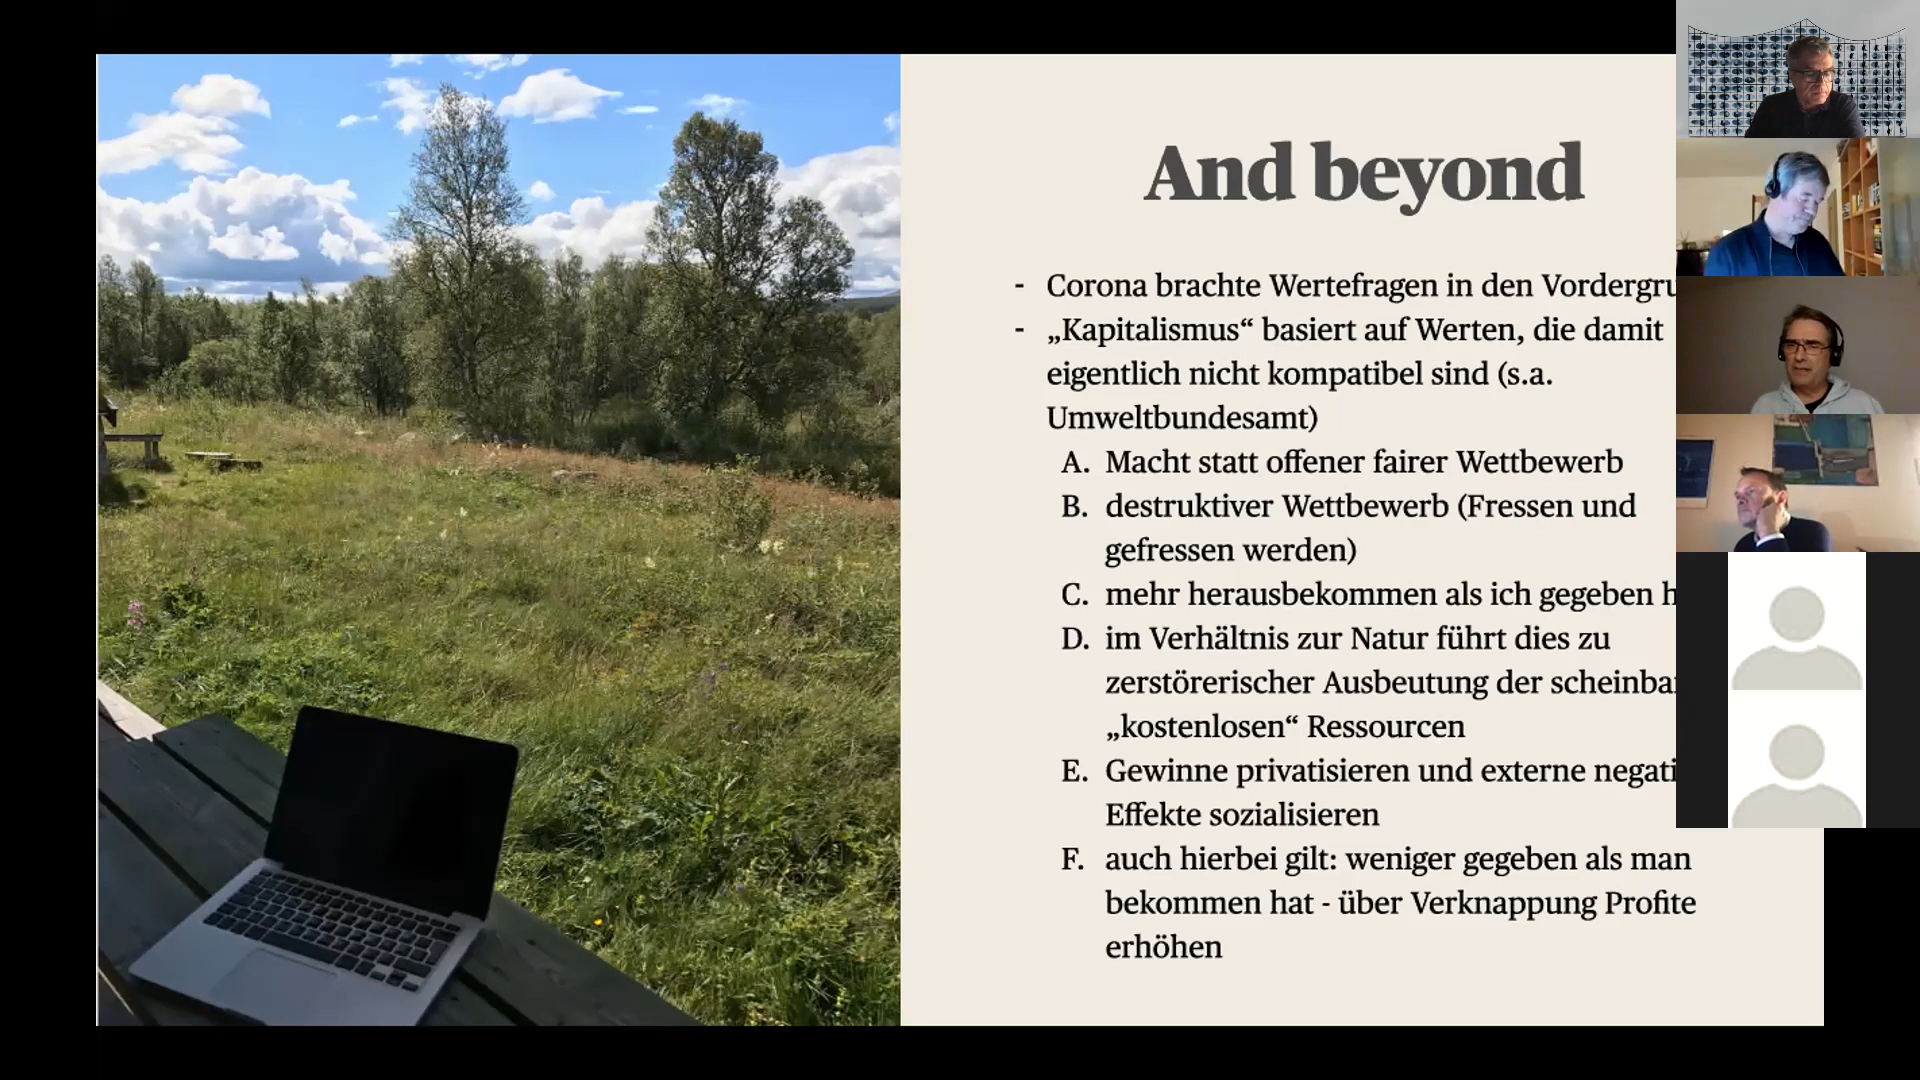 And beyond
- Corona brachte Wertefragen in den
- „Kapitalismus“ basiert auf Werten, die damit
eigentlich nicht kompatibel sind (s.a.
Umweltbundesamt)
A. Macht statt offener fairer Wettbewerb
B. destruktiver Wettbewerb (Fressen und
gefressen werden)
C. mehr herausbekommen als ich gegeben
D. im Verhältnis zur Natur führt dies zu
zerstörerischer Ausbeutung der
„kostenlosen“ Ressourcen
E. Gewinne privatisieren und externe
Effekte sozialisieren
F. auch hierbei gilt: weniger gegeben als man
bekommen hat - über Verknappung Profite
erhöhen